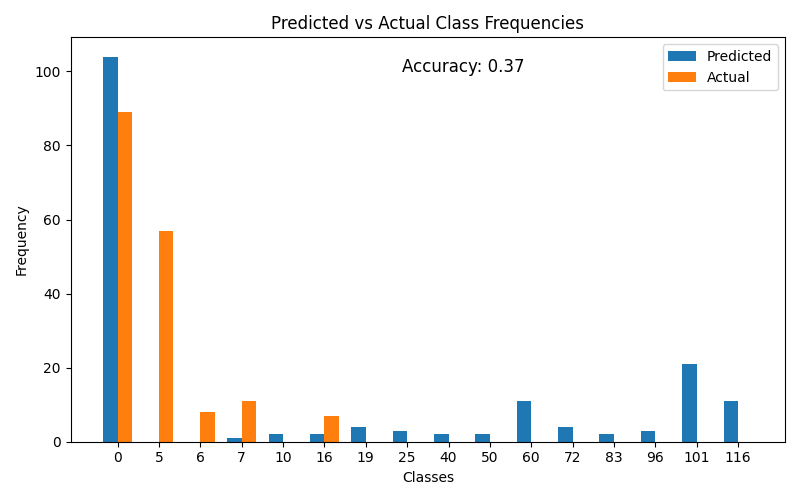 Predicted vs Actual Class Frequencies
Accuracy: 0.37
Predicted
Actual
Frequency
100
80
60
40
20
0
0 5 6 7 10 16 19 25 40 50 60 72 83 96 101 116
Classes